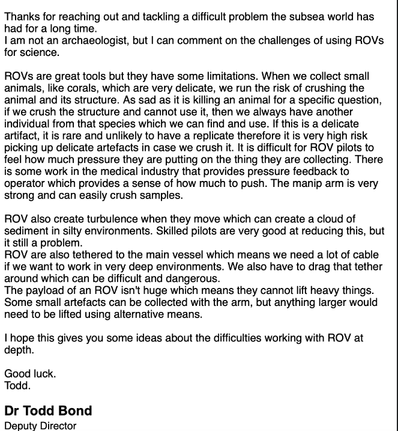 Thanks for reaching out and tackling a difficult problem the subsea world has
had for a long time.
I am not an archaeologist, but I can comment on the challenges of using ROVs
for science.
ROVs are great tools but they have some limitations. When we collect small
animals, like corals, which are very delicate, we run the risk of crushing the
animal and its structure. As sad as it is killing an animal for a specific question,
if we crush the structure and cannot use it, then we always have another
individual from that species which we can find and use. If this is a delicate
artifact, it is rare and unlikely to have a replicate therefore it is very high risk
picking up delicate artefacts in case we crush it. It is difficult for ROV pilots to
feel how much pressure they are putting on the thing they are collecting. There
is some work in the medical industry that provides pressure feedback to
operator which provides a sense of how much to push. The manip arm is very
strong and can easily crush samples.
ROV also create turbulence when they move which can create a cloud of
sediment in silty environments. Skilled pilots are very good at reducing this, but
it still a problem.
ROV are also tethered to the main vessel which means we need a lot of cable
if we want to work in very deep environments. We also have to drag that tether
around which can be difficult and dangerous.
The payload of an ROV isn't huge which means they cannot lift heavy things.
Some small artefacts can be collected with the arm, but anything larger would
need to be lifted using alternative means.
I hope this gives you some ideas about the difficulties working with ROV at
depth.
Good luck.
Todd.
Dr Todd Bond
Deputy Director